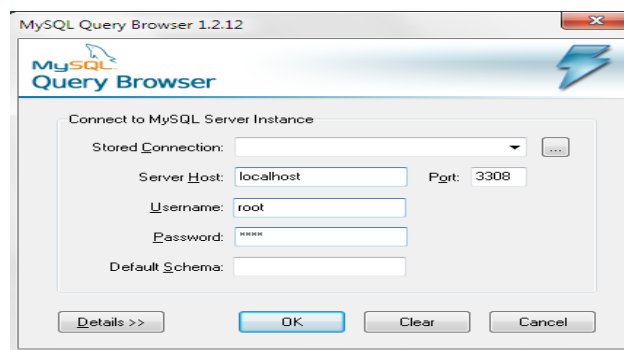 MySQL Query Browser 1.2.12
MySQL
Query Browser
Connect to MySQL Server Instance
Stored Connection:
...
Server Host: localhost Port: 3308
Username: root
Password: ****
Default Schema:
Details >> OK Clear Cancel